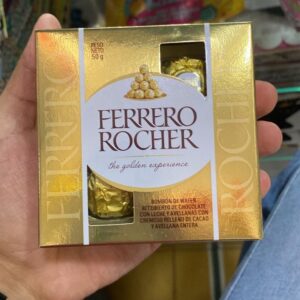 PESO
NETO
50 g
FERRERO
ROCHER
the golden experience
BOMBÓN DE WAFER
RECUBIERTO DE CHOCOLATE
CON LECHE Y AVELLANAS CON
CREMOSO RELLENO DE CACAO
Y AVELLANA ENTERA
FERRERO
ROCHER